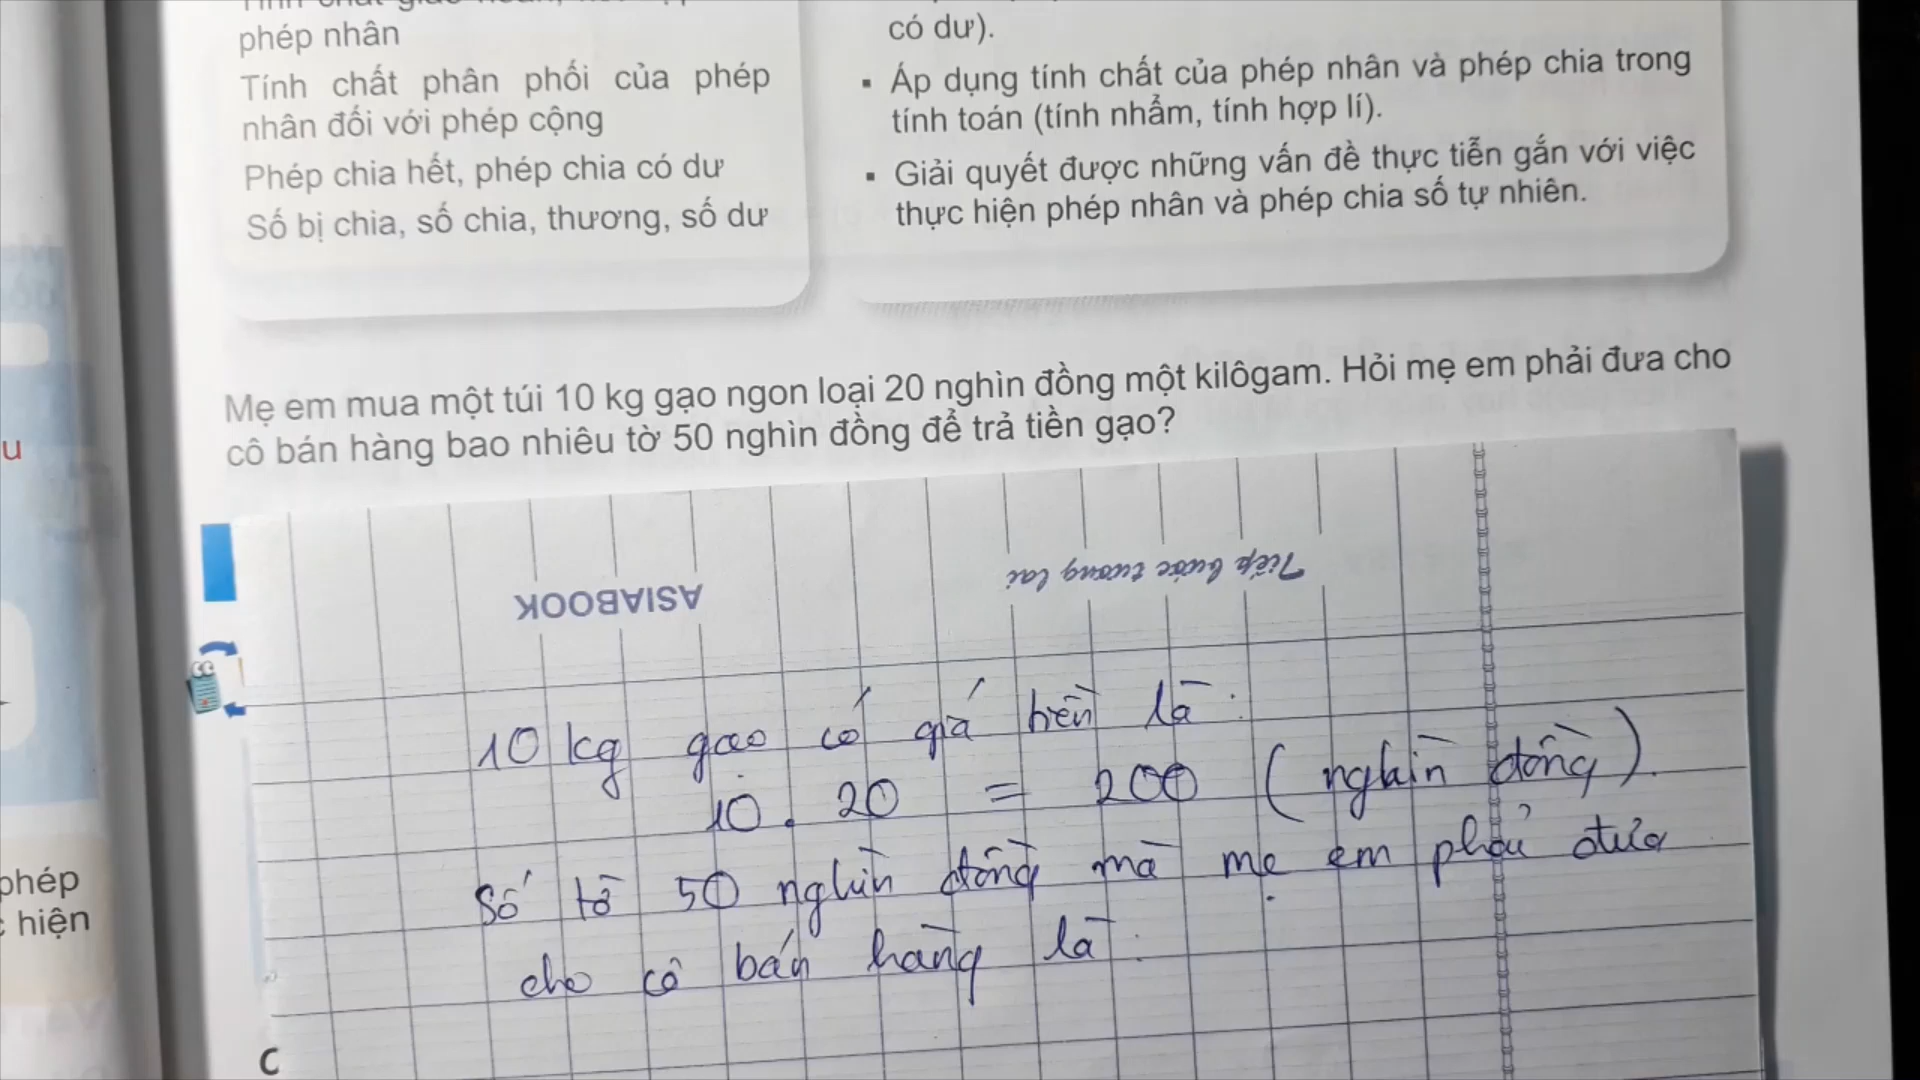 phép nhân
Tính chất phân phối của phép
nhân đối với phép cộng
Phép chia hết, phép chia có dư
Số bị chia, số chia, thương, số dư
có dư).
▪ Áp dụng tính chất của phép nhân và phép chia trong
tính toán (tính nhẩm, tính hợp lí).
▪ Giải quyết được những vấn đề thực tiễn gắn với việc
thực hiện phép nhân và phép chia số tự nhiên.
Mẹ em mua một túi 10 kg gạo ngon loại 20 nghìn đồng một kilôgam. Hỏi mẹ em phải đưa cho
cô bán hàng bao nhiêu tờ 50 nghìn đồng để trả tiền gạo?
ASIABOOK
Tiếp bước tương lai
10 kg gạo có giá tiền là:
10 . 20 = 200 (nghìn đồng).
Số tờ 50 nghìn đồng mà mẹ em phải đưa
cho cô bán hàng là:
u
phép
hiện
C